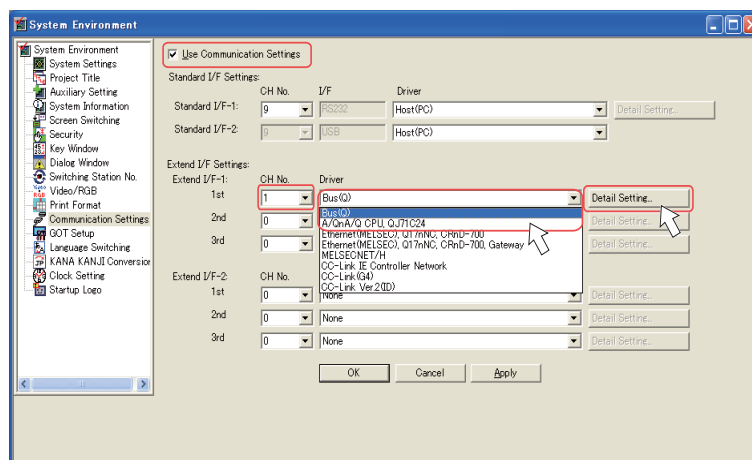 System Environment
System Environment
System Settings
Project Title
Auxiliary Setting
System Information
Screen Switching
Security
Key Window
Dialog Window
Switching Station No.
Video/RGB
Print Format
Communication Settings
GOT Setup
Language Switching
KANA KANJI Conversior
Clock Setting
Startup Logo
Use Communication Settings
Standard I/F Settings:
CH No. I/F Driver
Standard I/F-1: 9 RS232 Host(PC) Detail Setting...
Standard I/F-2: 9 USB Host(PC)
Extend I/F Settings:
Extend I/F-1: CH No. Driver
1st 1 Bus(Q) Detail Setting...
2nd 0 Detail Setting...
3rd 0 Detail Setting...
Bus(Q)
A/QnA/Q CPU, QJ71C24
Ethernet(MELSEC), Q17nNC, CRnD-700
Ethernet(MELSEC), Q17nNC, CRnD-700, Gateway
MELSECNET/H
CC-Link IE Controller Network
CC-Link(G4)
CC-Link Ver.2(ID)
Extend I/F-2: CH No.
1st 0 None Detail Setting...
2nd 0 None Detail Setting...
3rd 0 None Detail Setting...
OK Cancel Apply